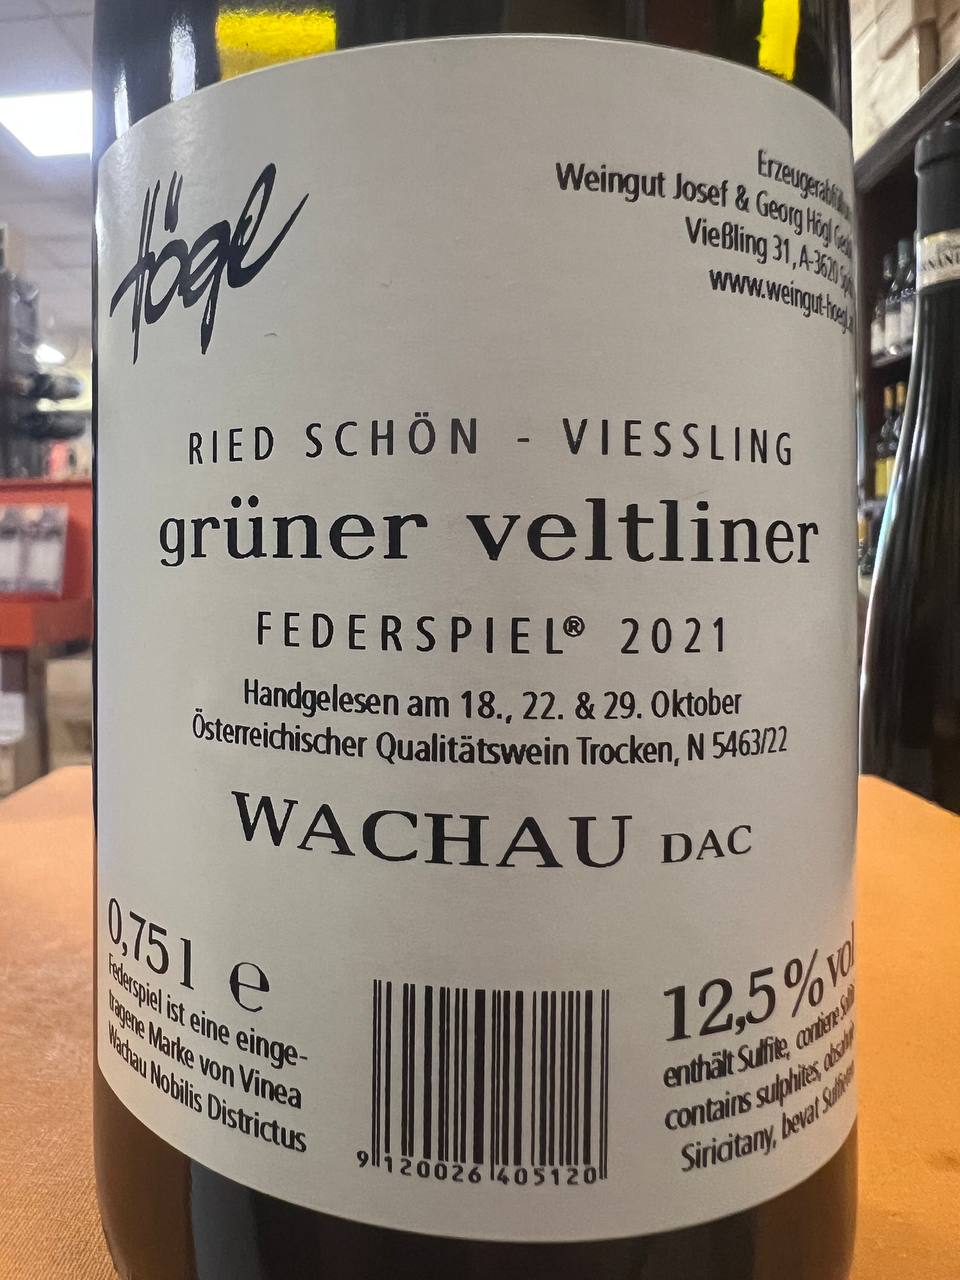 Högl
Weingut Josef & Georg Högl
Vießling 31, A-3620
www.weingut-hoegl.
RIED SCHÖN - VIESSLING
grüner veltliner
FEDERSPIEL® 2021
Handgelesen am 18., 22. & 29. Oktober
Österreichischer Qualitätswein Trocken, N 5463/22
WACHAU DAC
0,75 l e
Federspiel ist eine einge-
tragene Marke von Vinea
Wachau Nobilis Districtus
9 120026 405120
12,5%vol
enthält Sulfite, contiene
contains sulphites,
Siricitany, bevat